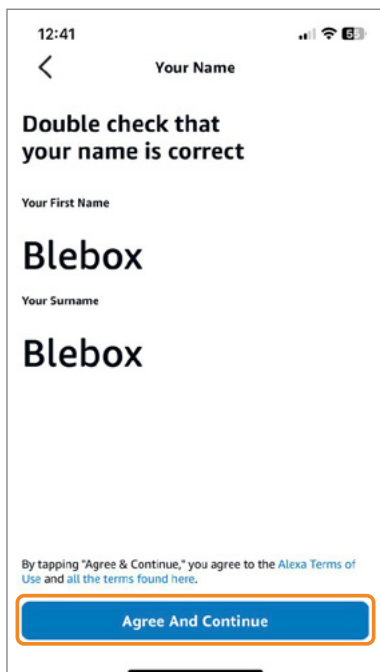 12:41
55
Your Name
Double check that
your name is correct
Your First Name
Blebox
Your Surname
Blebox
By tapping "Agree & Continue," you agree to the Alexa Terms of
Use and all the terms found here.
Agree And Continue